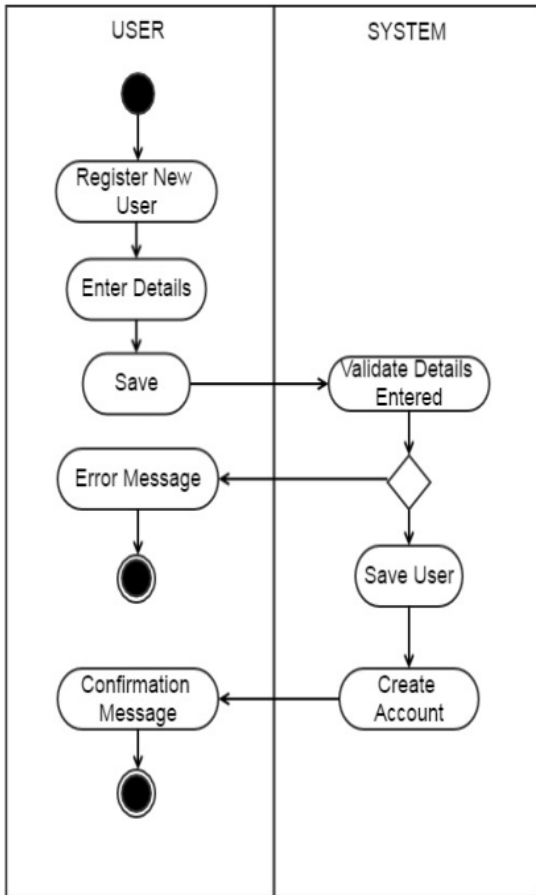 USER
SYSTEM
Register New
User
Enter Details
Save
Validate Details
Entered
Error Message
Save User
Confirmation
Message
Create
Account